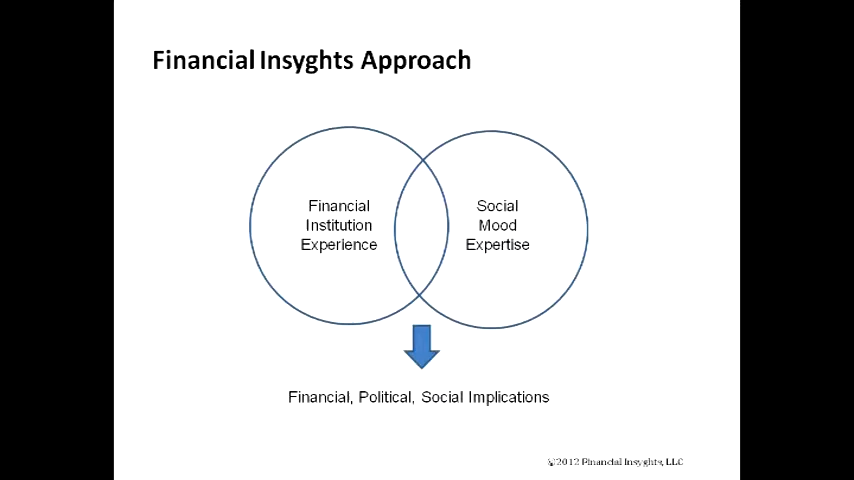 Financial Insyghts Approach
Financial
Institution
Experience
Social
Mood
Expertise
Financial, Political, Social Implications
©2012 Financial Insyghts, LLC